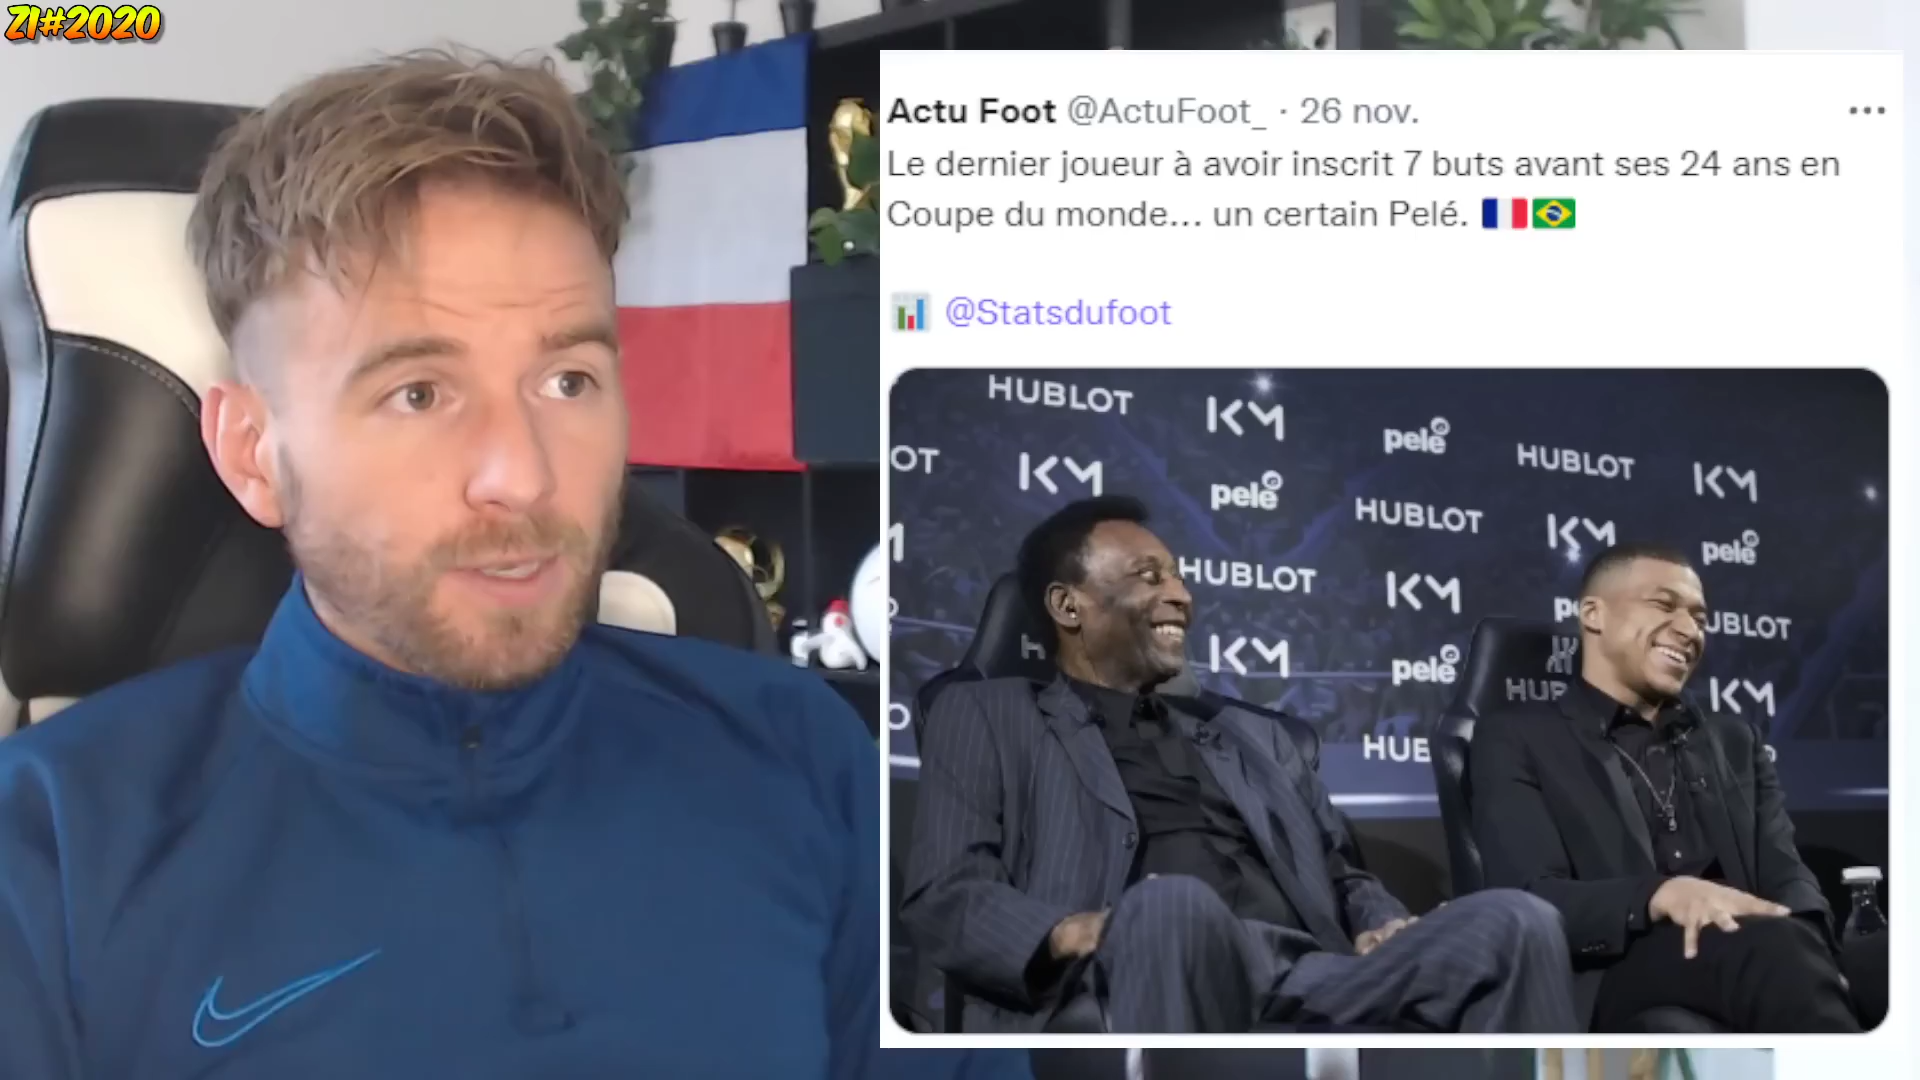 ZI#2020
Actu Foot @ActuFoot_ · 26 nov.
Le dernier joueur à avoir inscrit 7 buts avant ses 24 ans en
Coupe du monde... un certain Pelé. 🇫🇷🇧🇷
📊 @Statsdufoot
HUBLOT
KM
pelé
OT
KM
pelé
HUBLOT
KM
HUBLOT
KM
pelé
HUBLOT
KM
UBLOT
KM
pelé
KM
HUB
O
HUB